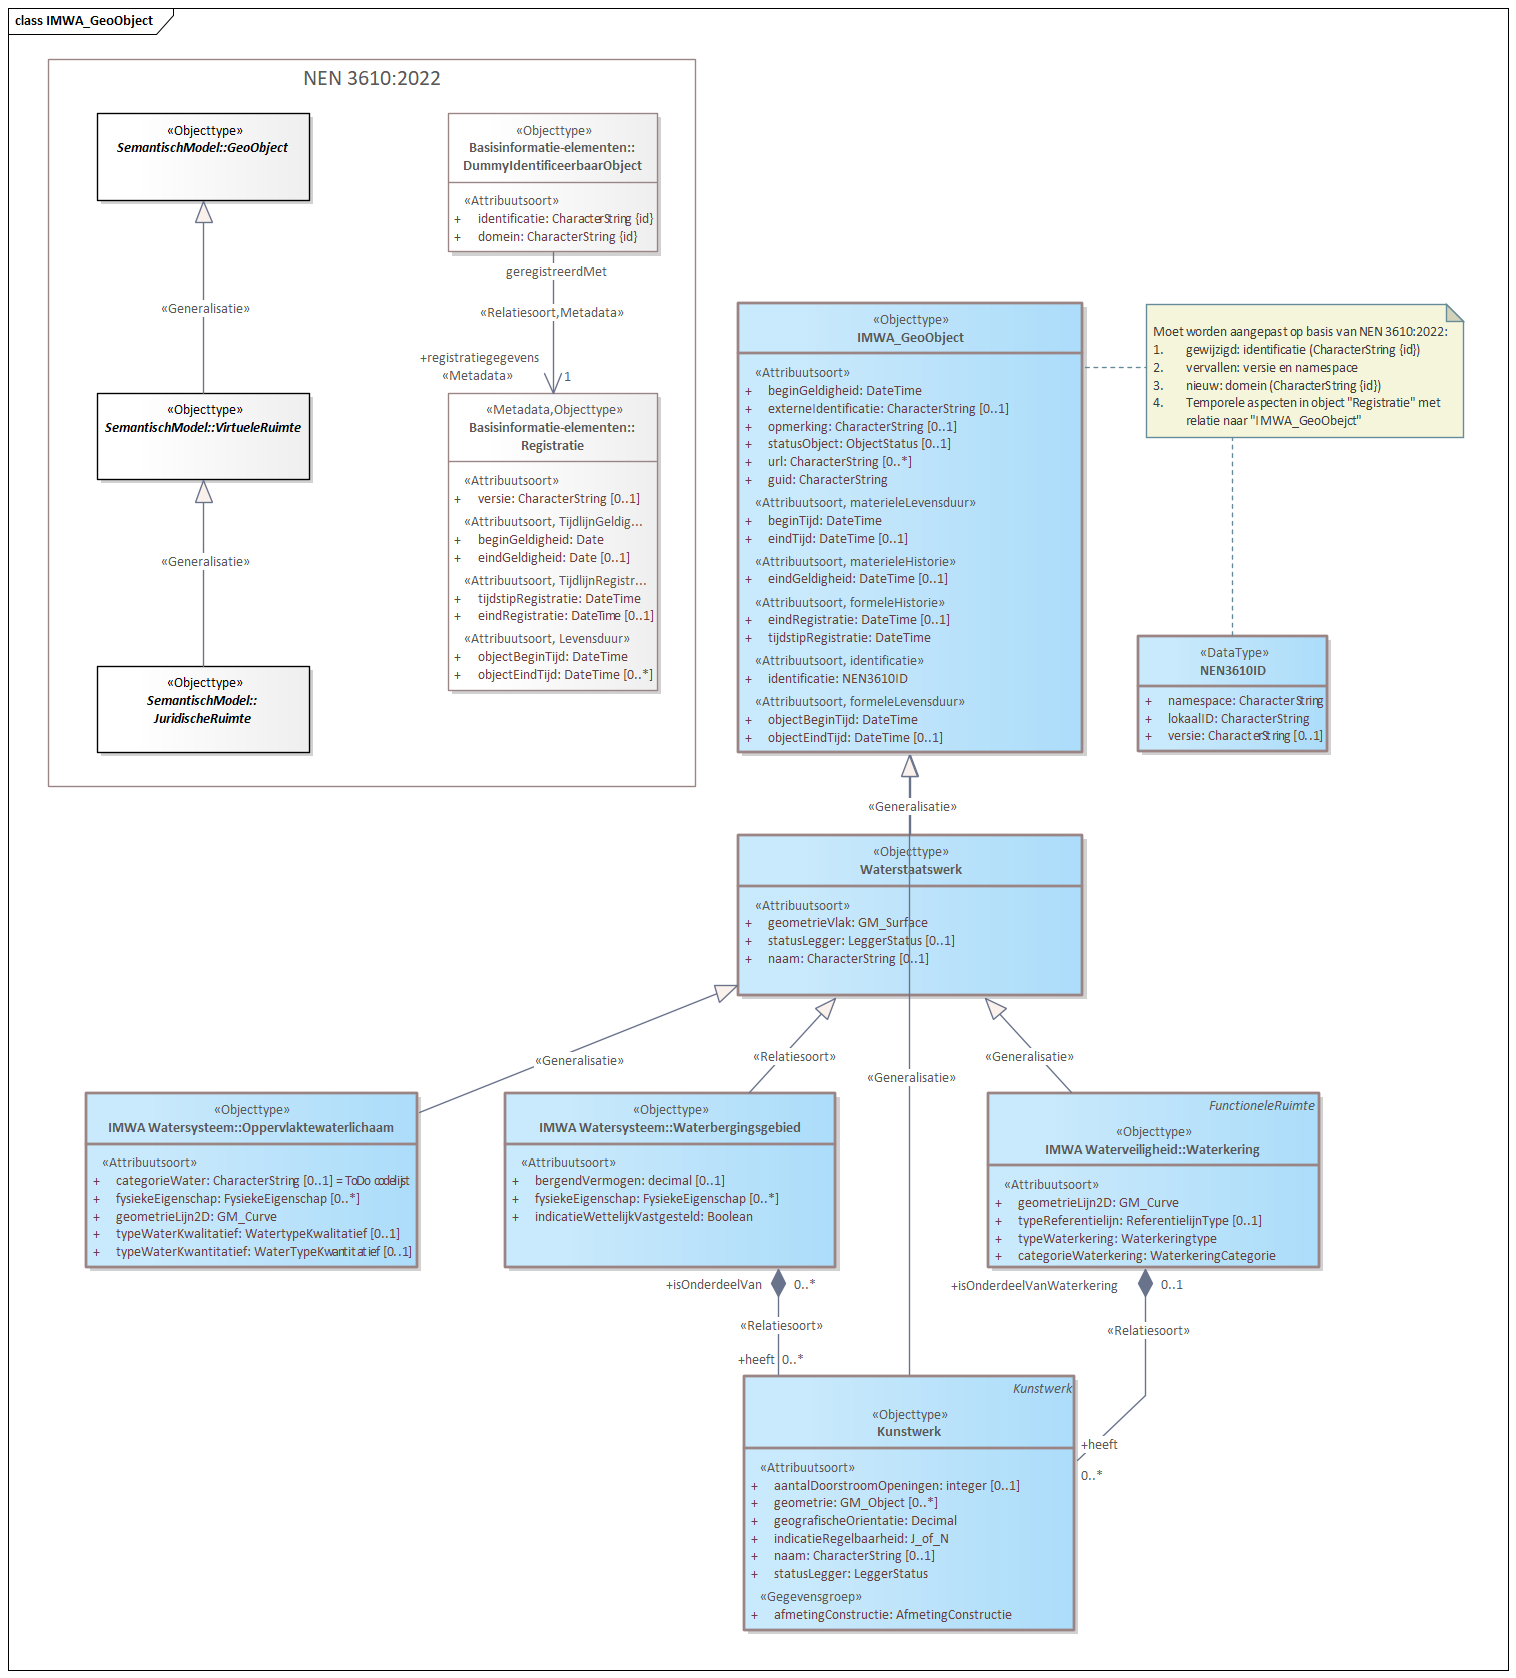 class IMWA_GeoObject
NEN 3610:2022
«Objecttype»
SemantischModel::GeoObject
«Generalisatie»
«Objecttype»
SemantischModel::VirtueleRuimte
«Generalisatie»
«Objecttype»
SemantischModel::
JuridischeRuimte
«Objecttype»
Basisinformatie-elementen::
DummyIdentificeerbaarObject
«Attribuutsoort»
+ identificatie: CharacterString {id}
+ domein: CharacterString {id}
geregistreerdMet
«Relatiesoort,Metadata»
+registratiegegevens
«Metadata»
1
«Metadata,Objecttype»
Basisinformatie-elementen::
Registratie
«Attribuutsoort»
+ versie: CharacterString [0..1]
«Attribuutsoort, TijdlijnGeldig...
+ beginGeldigheid: Date
+ eindGeldigheid: Date [0..1]
«Attribuutsoort, TijdlijnRegistr...
+ tijdstipRegistratie: DateTime
+ eindRegistratie: DateTime [0..1]
«Attribuutsoort, Levensduur»
+ objectBeginTijd: DateTime
+ objectEindTijd: DateTime [0..*]
«Objecttype»
IMWA_GeoObject
«Attribuutsoort»
+ beginGeldigheid: DateTime
+ externeIdentificatie: CharacterString [0..1]
+ opmerking: CharacterString [0..1]
+ statusObject: ObjectStatus [0..1]
+ url: CharacterString [0..*]
+ guid: CharacterString
«Attribuutsoort, materieleLevensduur»
+ beginTijd: DateTime
+ eindTijd: DateTime [0..1]
«Attribuutsoort, materieleHistorie»
+ eindGeldigheid: DateTime [0..1]
«Attribuutsoort, formeleHistorie»
+ eindRegistratie: DateTime [0..1]
+ tijdstipRegistratie: DateTime
«Attribuutsoort, identificatie»
+ identificatie: NEN3610ID
«Attribuutsoort, formeleLevensduur»
+ objectBeginTijd: DateTime
+ objectEindTijd: DateTime [0..1]
Moet worden aangepast op basis van NEN 3610:2022:
1. gewijzigd: identificatie (CharacterString {id})
2. vervallen: versie en namespace
3. nieuw: domein (CharacterString {id})
4. Temporele aspecten in object "Registratie" met
relatie naar "IMWA_GeoObejct"
«DataType»
NEN3610ID
+ namespace: CharacterString
+ lokaalID: CharacterString
+ versie: CharacterString [0..1]
«Generalisatie»
«Objecttype»
Waterstaatswerk
«Attribuutsoort»
+ geometrieVlak: GM_Surface
+ statusLegger: LeggerStatus [0..1]
+ naam: CharacterString [0..1]
«Generalisatie»
«Relatiesoort»
«Generalisatie»
«Generalisatie»
«Objecttype»
IMWA Watersysteem::Oppervlaktewaterlichaam
«Attribuutsoort»
+ categorieWater: CharacterString [0..1] = ToDo codelijst
+ fysiekeEigenschap: FysiekeEigenschap [0..*]
+ geometrieLijn2D: GM_Curve
+ typeWaterKwalitatief: WatertypeKwalitatief [0..1]
+ typeWaterKwantitatief: WaterTypeKwantitatief [0..1]
«Objecttype»
IMWA Watersysteem::Waterbergingsgebied
«Attribuutsoort»
+ bergendVermogen: decimal [0..1]
+ fysiekeEigenschap: FysiekeEigenschap [0..*]
+ indicatieWettelijkVastgesteld: Boolean
FunctioneleRuimte
«Objecttype»
IMWA Waterveiligheid::Waterkering
«Attribuutsoort»
+ geometrieLijn2D: GM_Curve
+ typeReferentielijn: ReferentielijnType [0..1]
+ typeWaterkering: Waterkeringtype
+ categorieWaterkering: WaterkeringCategorie
+isOnderdeelVan 0..*
«Relatiesoort»
+heeft 0..*
+isOnderdeelVanWaterkering 0..1
«Relatiesoort»
+heeft
0..*
Kunstwerk
«Objecttype»
Kunstwerk
«Attribuutsoort»
+ aantalDoorstroomOpeningen: integer [0..1]
+ geometrie: GM_Object [0..*]
+ geografischeOrientatie: Decimal
+ indicatieRegelbaarheid: J_of_N
+ naam: CharacterString [0..1]
+ statusLegger: LeggerStatus
«Gegevensgroep»
+ afmetingConstructie: AfmetingConstructie